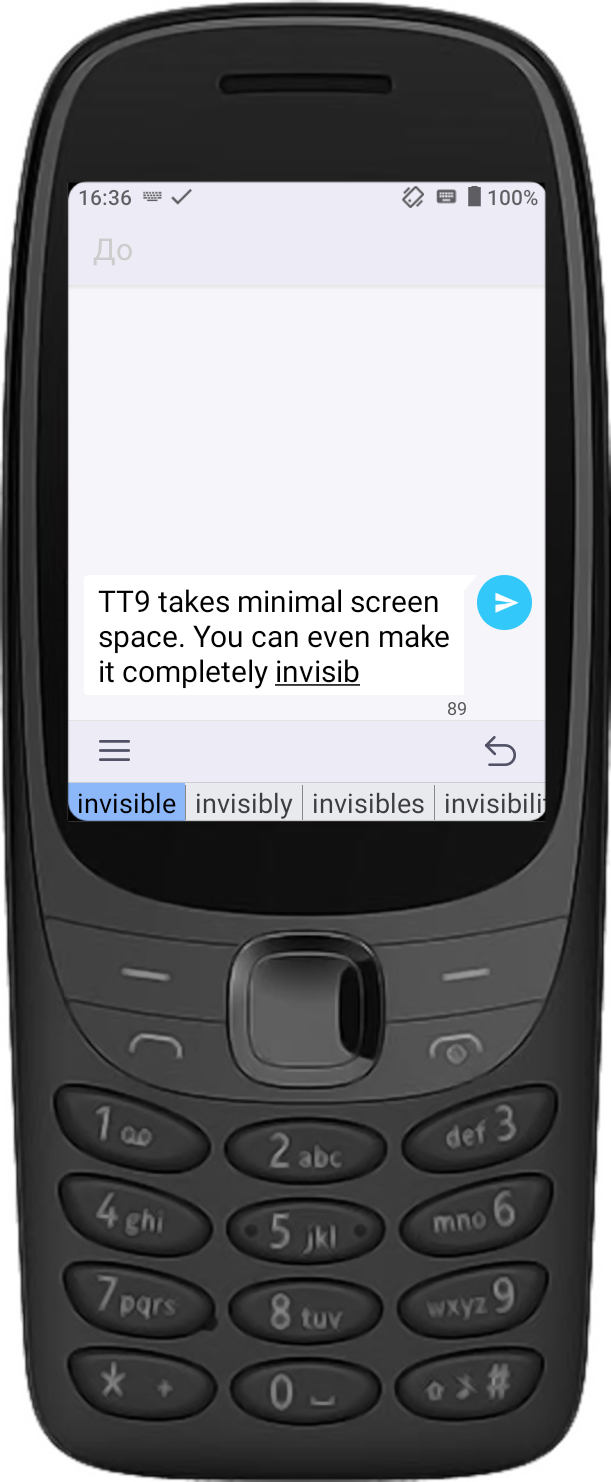 16:36 100%
До
TT9 takes minimal screen
space. You can even make
it completely invisib
89
invisible invisibly invisibles invisibili
1
2 abc
def 3
4 ghi
5 jkl
mno 6
7 pqrs
8 tuv
wxyz 9
* +
0
#